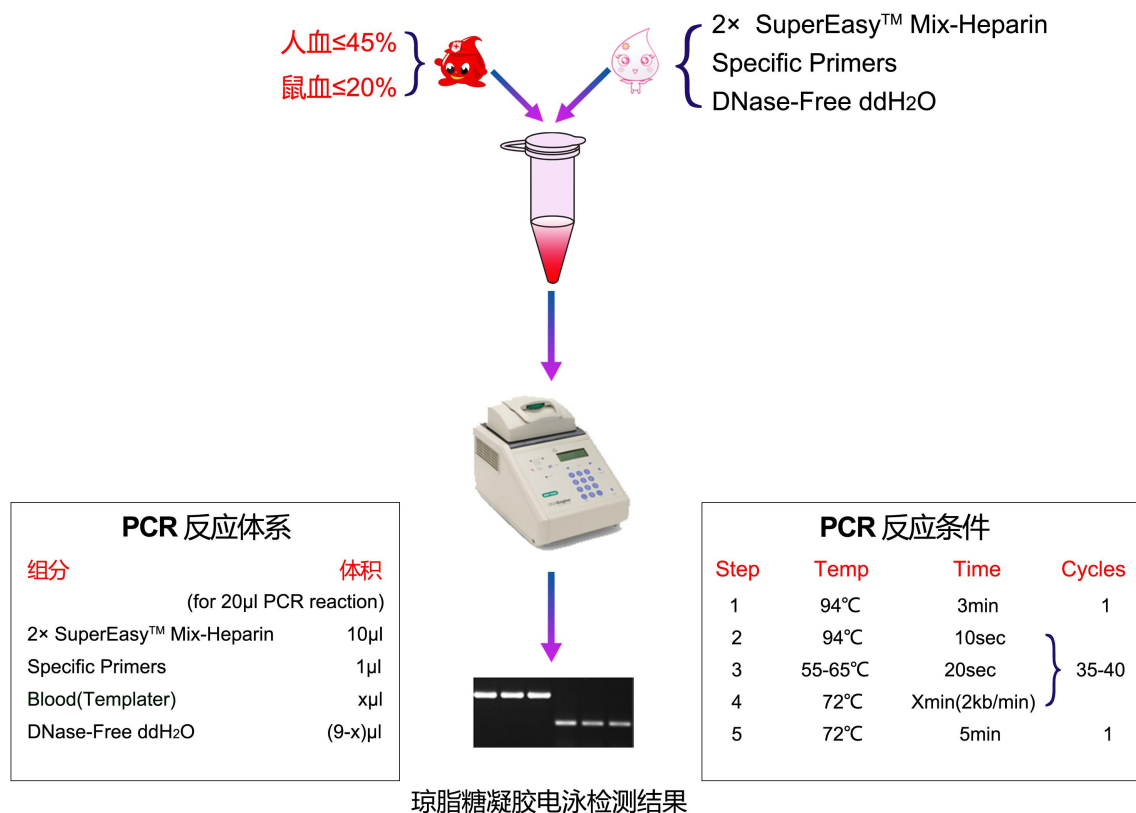 人血≤45%
鼠血≤20%
2× SuperEasy™ Mix-Heparin
Specific Primers
DNase-Free ddH₂O
PCR 反应体系
组分 体积
(for 20µl PCR reaction)
2× SuperEasy™ Mix-Heparin 10µl
Specific Primers 1µl
Blood(Templater) xµl
DNase-Free ddH₂O (9-x)µl
PCR 反应条件
Step Temp Time Cycles
1 94℃ 3min 1
2 94℃ 10sec
3 55-65℃ 20sec 35-40
4 72℃ Xmin(2kb/min)
5 72℃ 5min 1
琼脂糖凝胶电泳检测结果